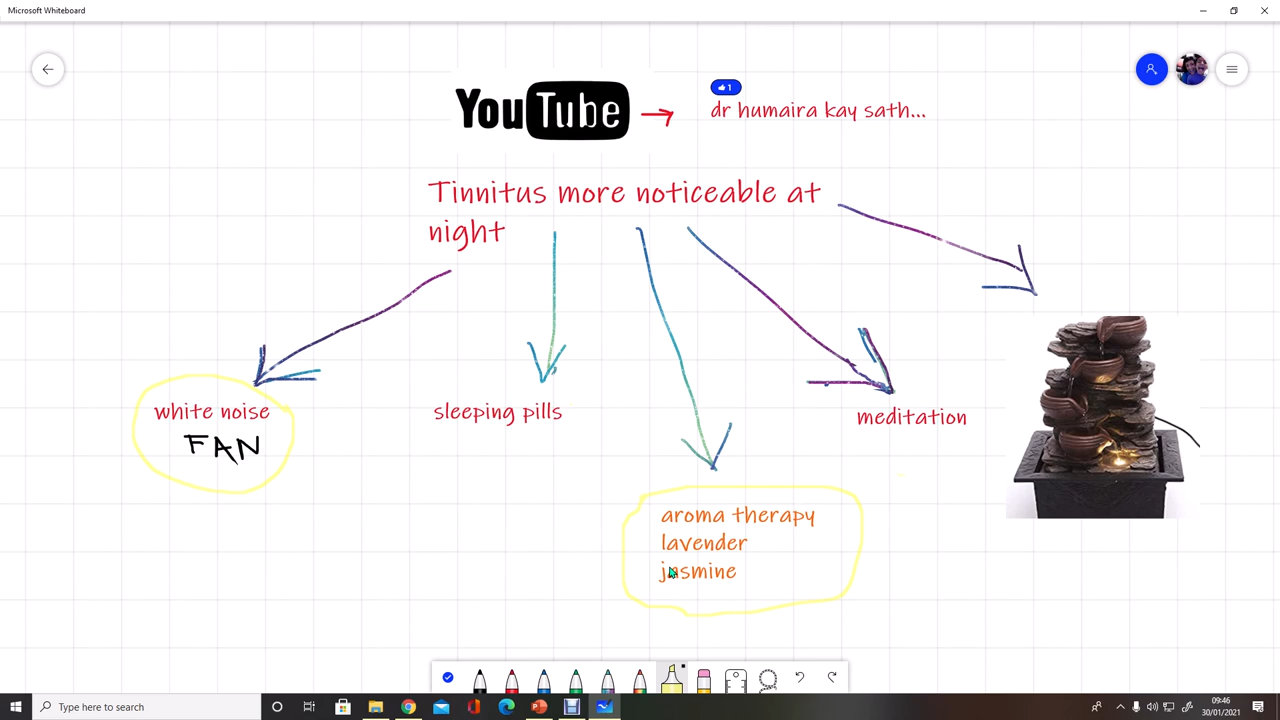 Microsoft Whiteboard
YouTube
1
dr humaira kay sath...
Tinnitus more noticeable at
night
white noise
FAN
sleeping pills
meditation
aroma therapy
lavender
jasmine
Type here to search
09:46
30/01/2021